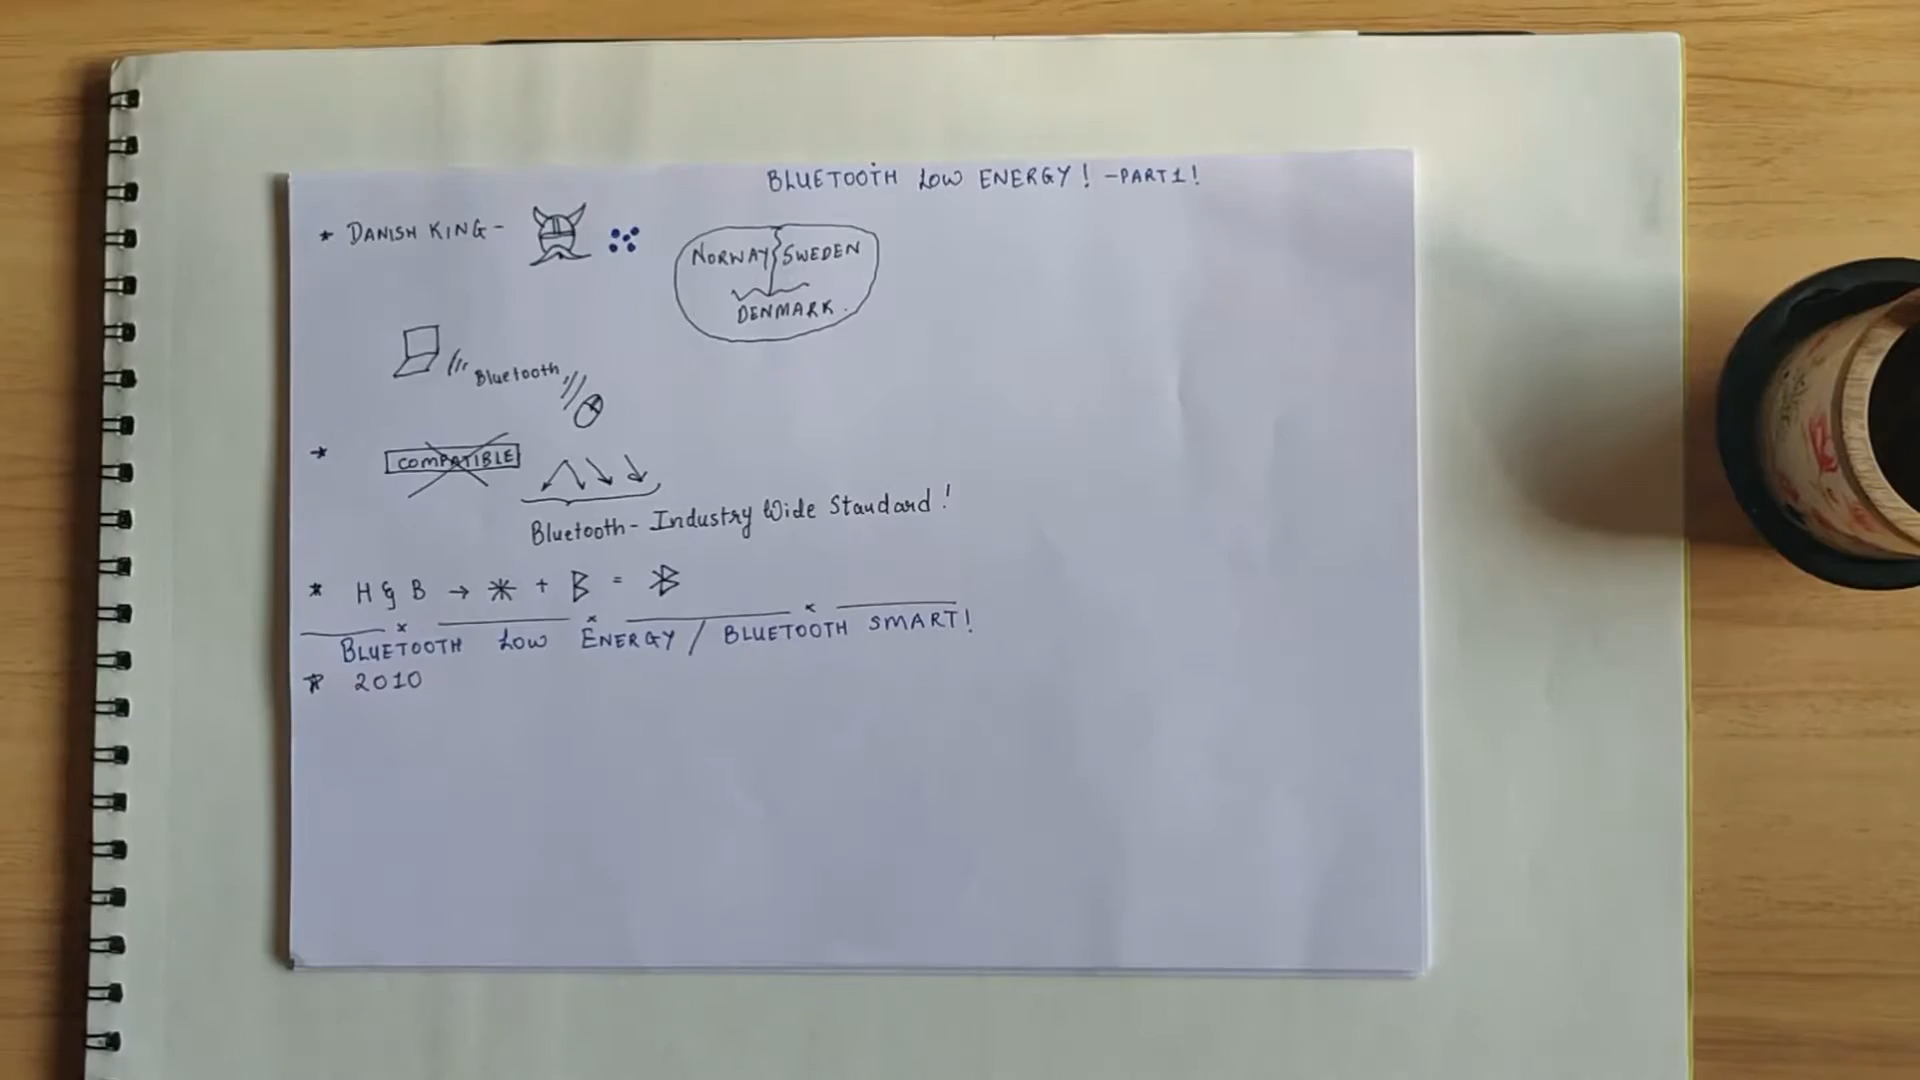 BLUETOOTH LOW ENERGY! -PART1!
* DANISH KING -
NORWAY SWEDEN
DENMARK.
Bluetooth
COMPATIBLE
Bluetooth - Industry Wide Standard!
* H & B → * + B =
BLUETOOTH LOW ENERGY / BLUETOOTH SMART!
* 2010